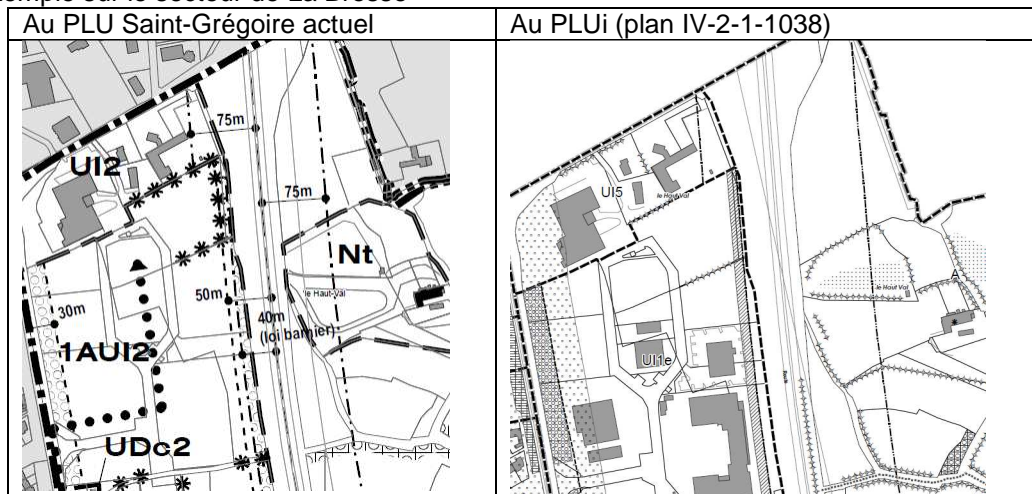 Au PLU Saint-Grégoire actuel
Au PLUi (plan IV-2-1-1038)
75m
UI2
75m
Nt
le Haut-Val
30m
50m
40m
(loi barnier)
1AUI2
UDc2
UI5
le Haut-Val
A
le Haut Val
UI1e